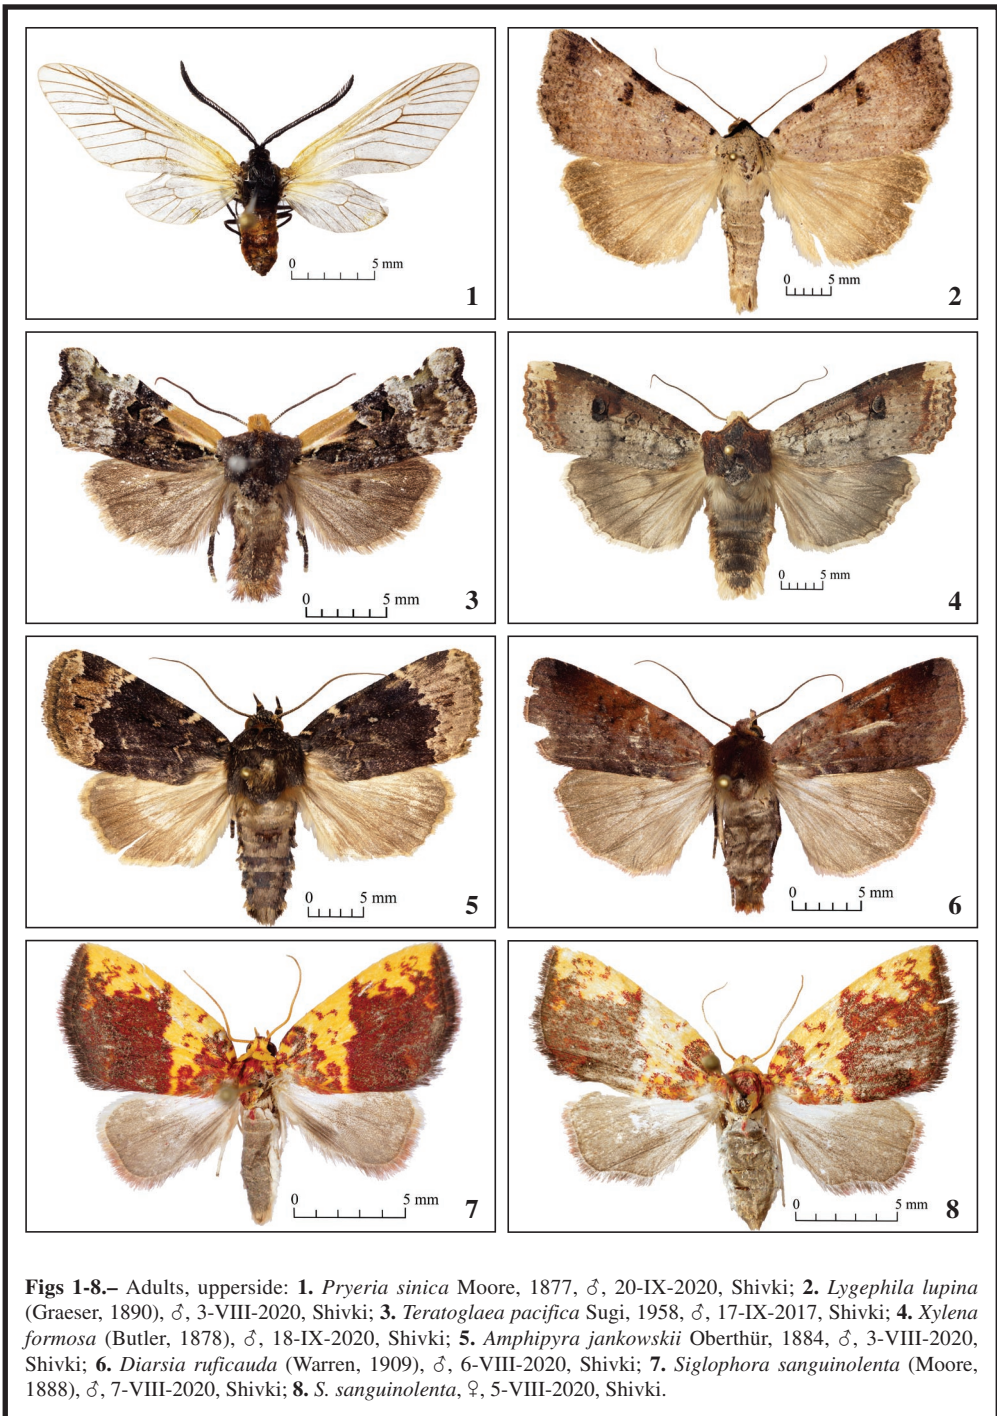 0 5 mm
1
0 5 mm
2
0 5 mm
3
0 5 mm
4
0 5 mm
5
0 5 mm
6
0 5 mm
7
0 5 mm
8
Figs 1-8.– Adults, upperside: 1. Pryeria sinica Moore, 1877, ♂, 20-IX-2020, Shivki; 2. Lygephila lupina
(Graeser, 1890), ♂, 3-VIII-2020, Shivki; 3. Teratoglaea pacifica Sugi, 1958, ♂, 17-IX-2017, Shivki; 4. Xylena
formosa (Butler, 1878), ♂, 18-IX-2020, Shivki; 5. Amphipyra jankowskii Oberthür, 1884, ♂, 3-VIII-2020,
Shivki; 6. Diarsia ruficauda (Warren, 1909), ♂, 6-VIII-2020, Shivki; 7. Siglophora sanguinolenta (Moore,
1888), ♂, 7-VIII-2020, Shivki; 8. S. sanguinolenta, ♀, 5-VIII-2020, Shivki.